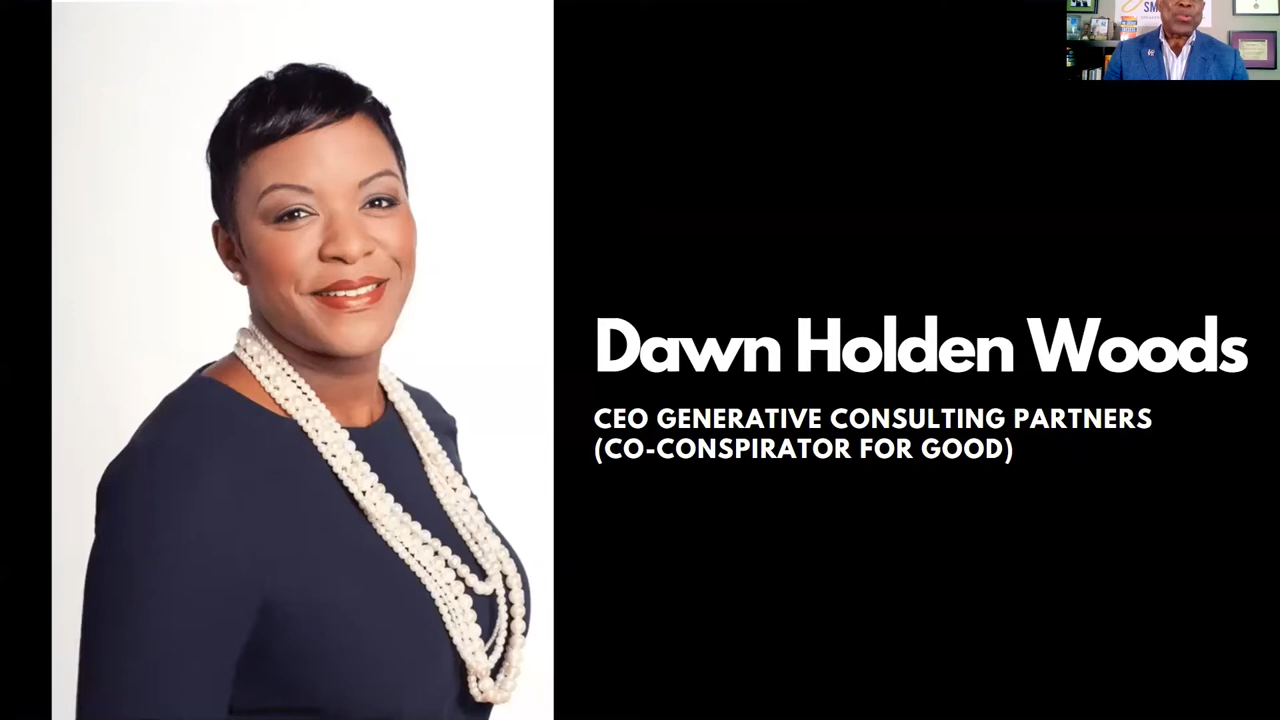 Dawn Holden Woods
CEO GENERATIVE CONSULTING PARTNERS
(CO-CONSPIRATOR FOR GOOD)